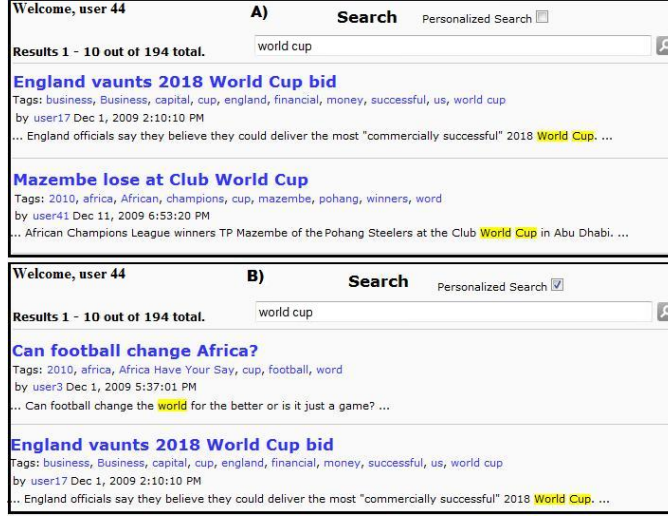 Welcome, user 44 A) Search Personalized Search
Results 1 - 10 out of 194 total. world cup
England vaunts 2018 World Cup bid
Tags: business, Business, capital, cup, england, financial, money, successful, us, world cup
by user17 Dec 1, 2009 2:10:10 PM
... England officials say they believe they could deliver the most "commercially successful" 2018 World Cup. ...
Mazembe lose at Club World Cup
Tags: 2010, africa, African, champions, cup, mazembe, pohang, winners, word
by user41 Dec 11, 2009 6:53:20 PM
... African Champions League winners TP Mazembe of the Pohang Steelers at the Club World Cup in Abu Dhabi. ...
Welcome, user 44 B) Search Personalized Search
Results 1 - 10 out of 194 total. world cup
Can football change Africa?
Tags: 2010, africa, Africa Have Your Say, cup, football, word
by user3 Dec 1, 2009 5:37:01 PM
... Can football change the world for the better or is it just a game? ...
England vaunts 2018 World Cup bid
Tags: business, Business, capital, cup, england, financial, money, successful, us, world cup
by user17 Dec 1, 2009 2:10:10 PM
... England officials say they believe they could deliver the most "commercially successful" 2018 World Cup. ...